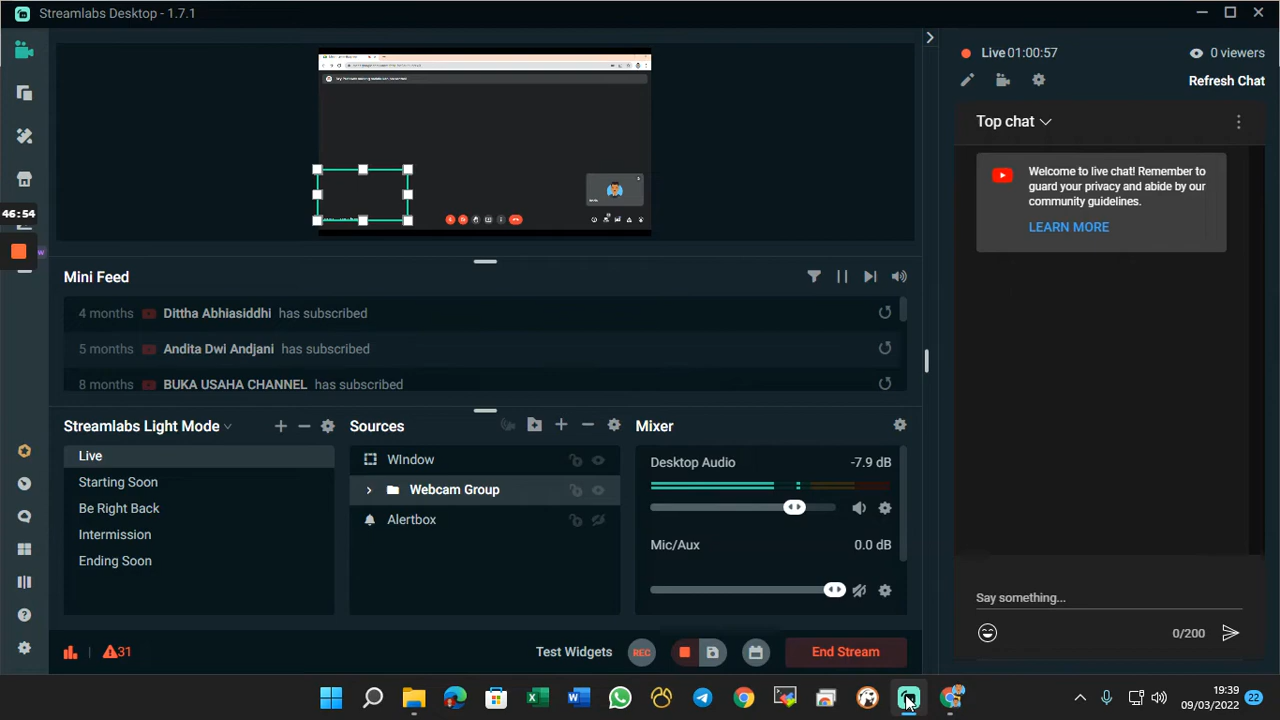 Streamlabs Desktop - 1.7.1
Live 01:00:57
0 viewers
Refresh Chat
Top chat
Welcome to live chat! Remember to
guard your privacy and abide by our
community guidelines.
LEARN MORE
46:54
Mini Feed
4 months Dittha Abhiasiddhi has subscribed
5 months Andita Dwi Andjani has subscribed
8 months BUKA USAHA CHANNEL has subscribed
Streamlabs Light Mode
Live
Starting Soon
Be Right Back
Intermission
Ending Soon
Sources
WIndow
Webcam Group
Alertbox
Mixer
Desktop Audio -7.9 dB
Mic/Aux 0.0 dB
Say something...
0/200
31
Test Widgets
REC
End Stream
19:39
09/03/2022
22